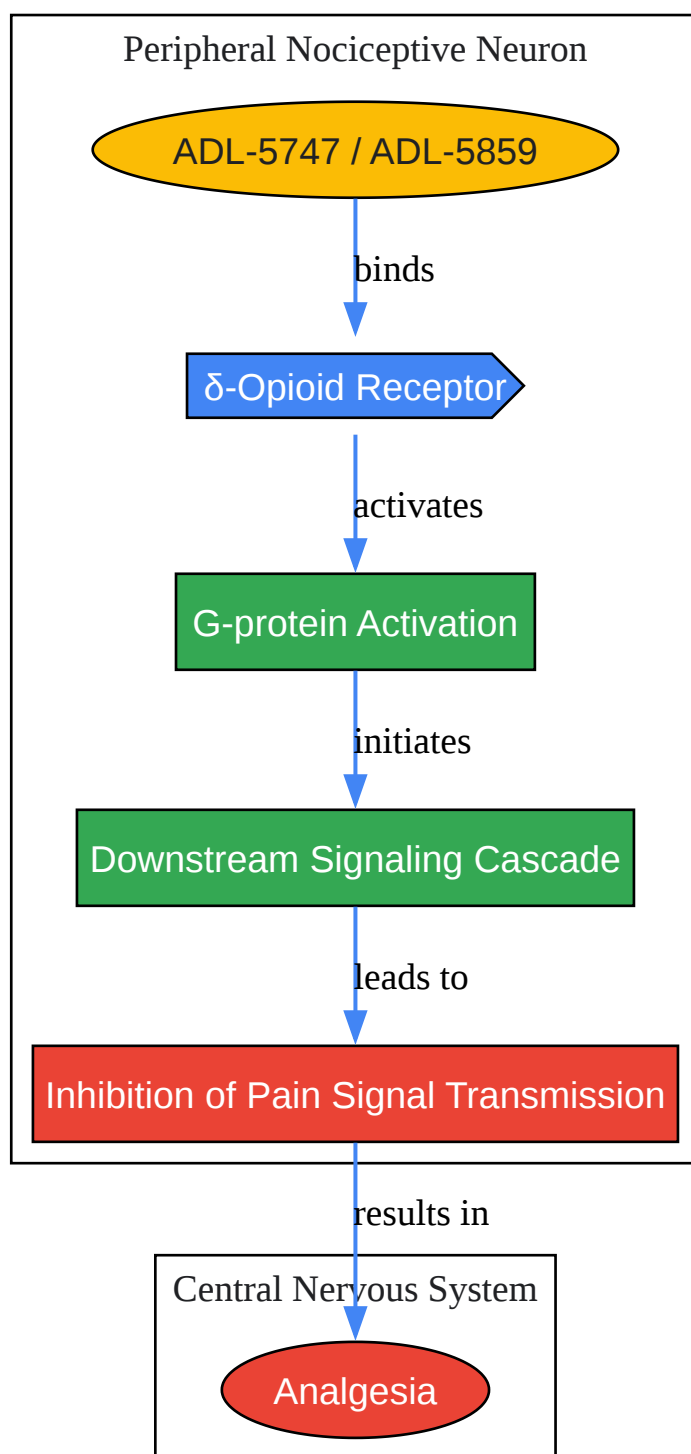 Peripheral Nociceptive Neuron
ADL-5747 / ADL-5859
binds
δ-Opioid Receptor
activates
G-protein Activation
initiates
Downstream Signaling Cascade
leads to
Inhibition of Pain Signal Transmission
results in
Central Nervous System
Analgesia